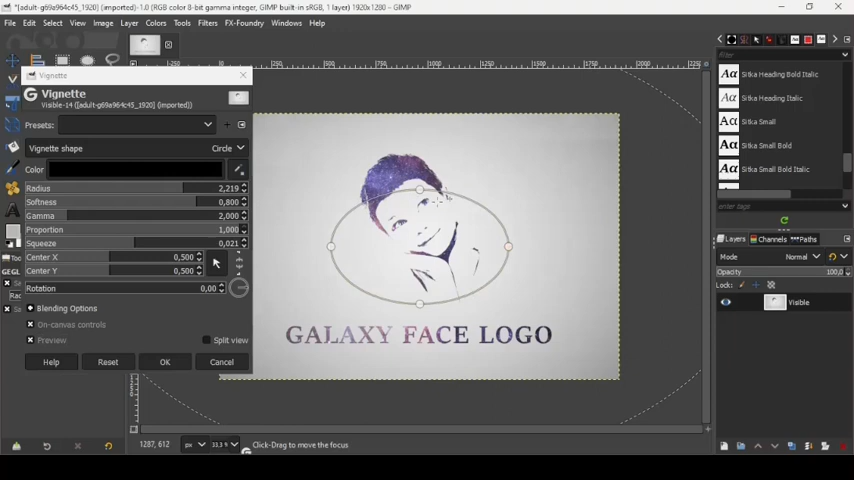 *[adult-g69a964c45_1920] (imported)-1.0 (RGB color 8-bit gamma integer, GIMP built-in sRGB, 1 layer) 1920x1280 – GIMP
File Edit Select View Image Layer Colors Tools Filters FX-Foundry Windows Help
Vignette
Vignette
Visible-14 ([adult-g69a964c45_1920] (imported))
Presets:
Vignette shape Circle
Color
Radius 2,219
Softness 0,800
Gamma 2,000
Proportion 1,000
Squeeze 0,021
Center X 0,500
Center Y 0,500
Rotation 0,00
Blending Options
On-canvas controls
Preview Split view
Help Reset OK Cancel
GALAXY FACE LOGO
filter
Sitka Heading Bold Italic
Sitka Heading Italic
Sitka Small
Sitka Small Bold
Sitka Small Bold Italic
enter tags
Layers Channels Paths
Mode Normal
Opacity 100,0
Lock:
Visible
1287, 612 px 33.3 % Click-Drag to move the focus